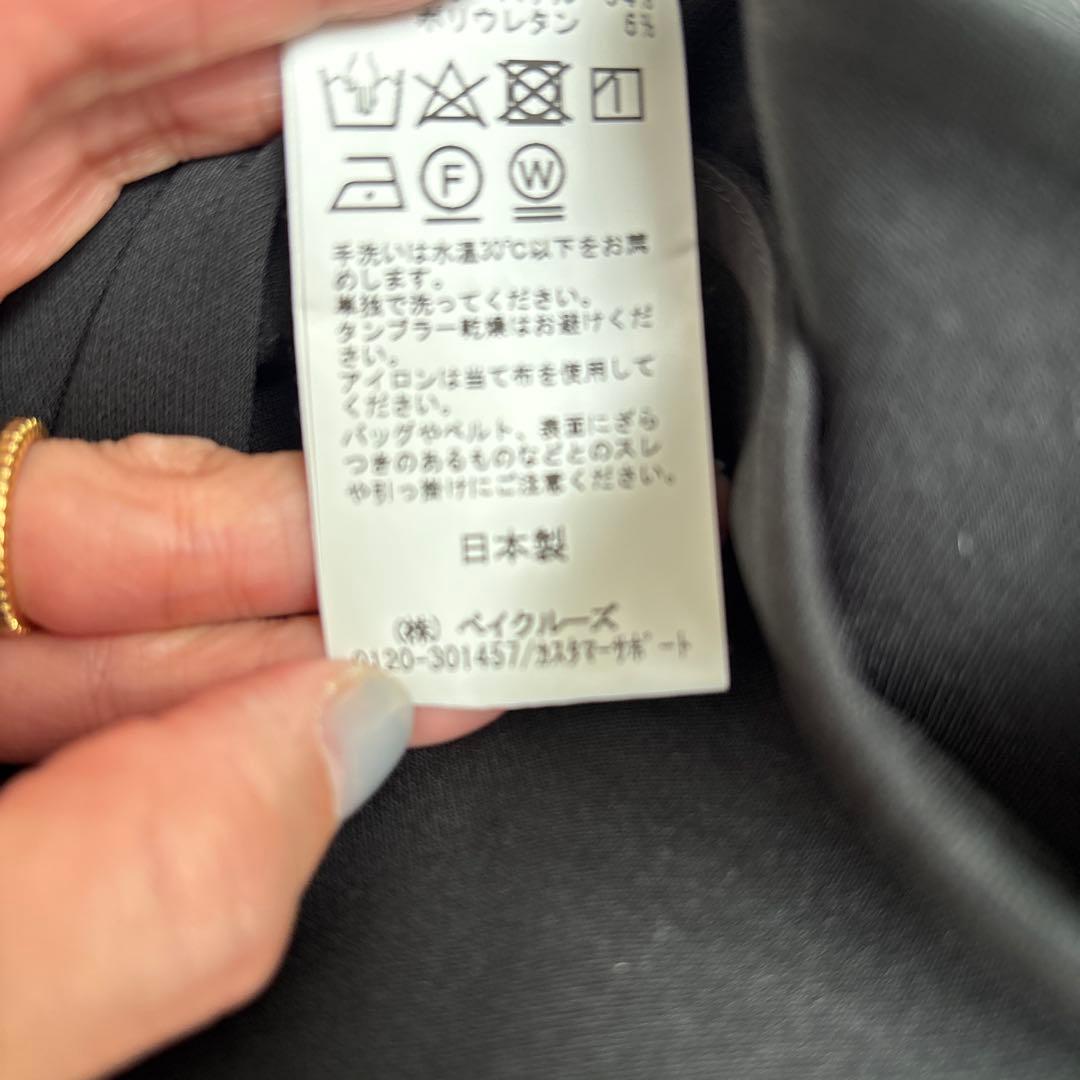 ポリウレタン 6%
F W
手洗いは水温30℃以下をお薦
めします。
単独で洗ってください。
タンブラー乾燥はお避けくだ
さい。
アイロンは当て布を使用して
ください。
バッグやベルト、表面にざら
つきのあるものなどとのスレ
や引っ掛けにご注意ください。
日本製
(株) ベイクルーズ
0120-301457/カスタマーサポート